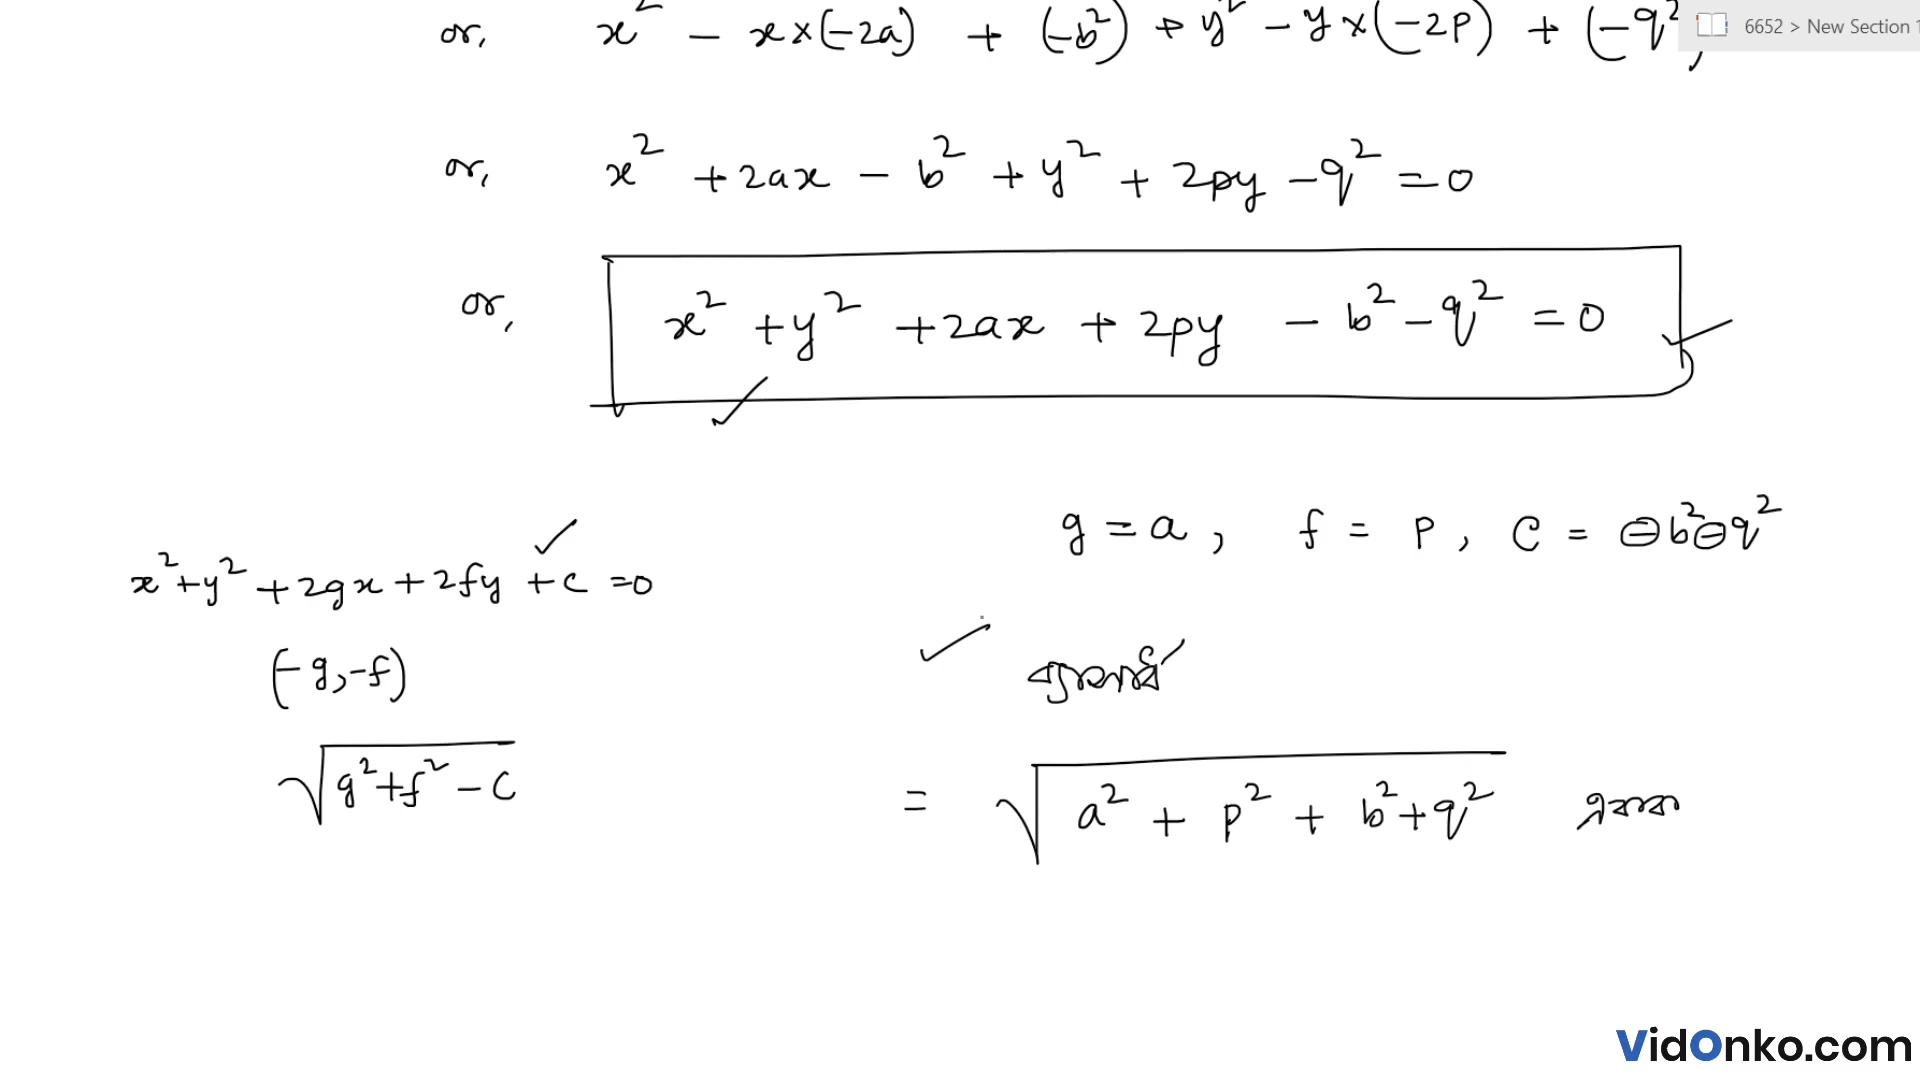 or, x² - x×(-2a) + (-b²) + y² - y×(-2p) + (-q²
6652 > New Section 1
or, x² + 2ax - b² + y² + 2py - q² = 0
or, x² + y² + 2ax + 2py - b² - q² = 0
g = a, f = p, c = -b²-q²
x²+y² + 2gx + 2fy + c = 0
(-g,-f)
ব্যাসার্ধ
√(g²+f² - c)
= √(a² + p² + b² + q²) একক
VidOnko.com